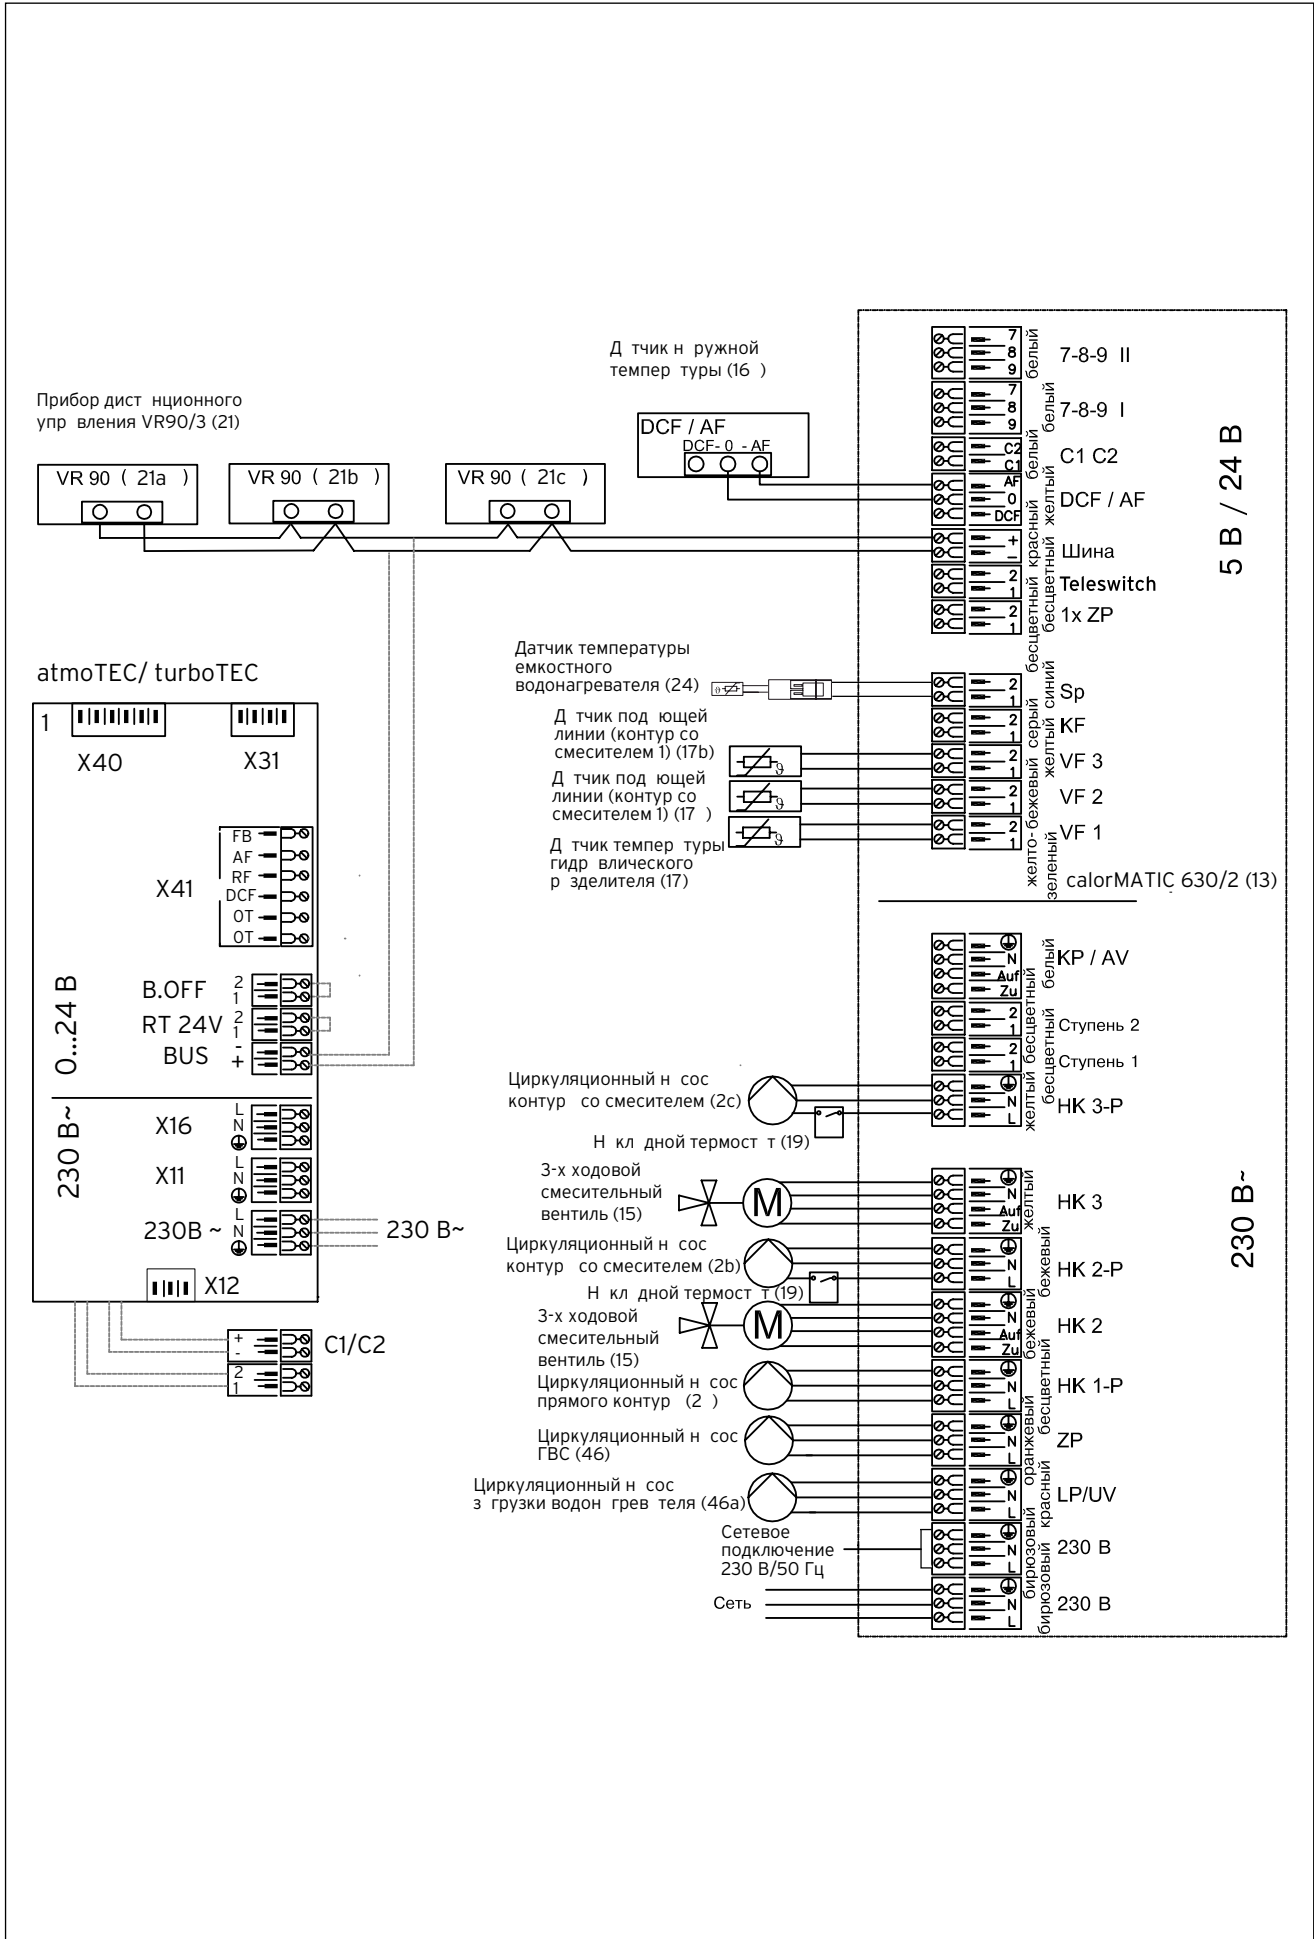 Д тчик н ружной
темпер туры (16 )
Прибор дист нционного
упр вления VR90/3 (21)
DCF / AF
DCF- 0 - AF
VR 90 ( 21a )
VR 90 ( 21b )
VR 90 ( 21c )
7
8
9
белый
7-8-9 II
7
8
9
белый
7-8-9 I
C2
C1
белый
C1 C2
AF
0
DCF
желтый
DCF / AF
+
–
красный
Шина
2
1
бесцветный
Teleswitch
2
1
бесцветный
1x ZP
5 В / 24 В
Датчик температуры
емкостного
водонагревателя (24)
2
1
синий
Sp
Д тчик под ющей
линии (контур со
смесителем 1) (17b)
2
1
серый
KF
2
1
желтый
VF 3
Д тчик под ющей
линии (контур со
смесителем 1) (17 )
2
1
бежевый
VF 2
Д тчик темпер туры
гидр влического
р зделителя (17)
2
1
желто-
зеленый
VF 1
calorMATIC 630/2 (13)
atmoTEC/ turboTEC
1
X40
X31
X41
FB
AF
RF
DCF
OT
OT
B.OFF
2
1
RT 24V
2
1
BUS
-
+
0...24 В
230 В~
X16
L
N
X11
L
N
230В ~
L
N
230 В~
X12
+
-
C1/C2
2
1
N
Auf
Zu
белый
KP / AV
2
1
бесцветный
Ступень 2
2
1
бесцветный
Ступень 1
Циркуляционный н сос
контур со смесителем (2c)
N
L
желтый
HK 3-P
Н кл дной термост т (19)
3-х ходовой
смесительный
вентиль (15)
M
N
Auf
Zu
желтый
HK 3
230 В~
Циркуляционный н сос
контур со смесителем (2b)
N
L
бежевый
HK 2-P
Н кл дной термост т (19)
3-х ходовой
смесительный
вентиль (15)
M
N
Auf
Zu
бежевый
HK 2
Циркуляционный н сос
прямого контур (2 )
N
L
бесцветный
HK 1-P
Циркуляционный н сос
ГВС (46)
N
L
оранжевый
ZP
Циркуляционный н сос
з грузки водон грев теля (46a)
N
L
красный
LP/UV
Сетевое
подключение
230 В/50 Гц
N
L
бирюзовый
230 В
Сеть
N
L
бирюзовый
230 В